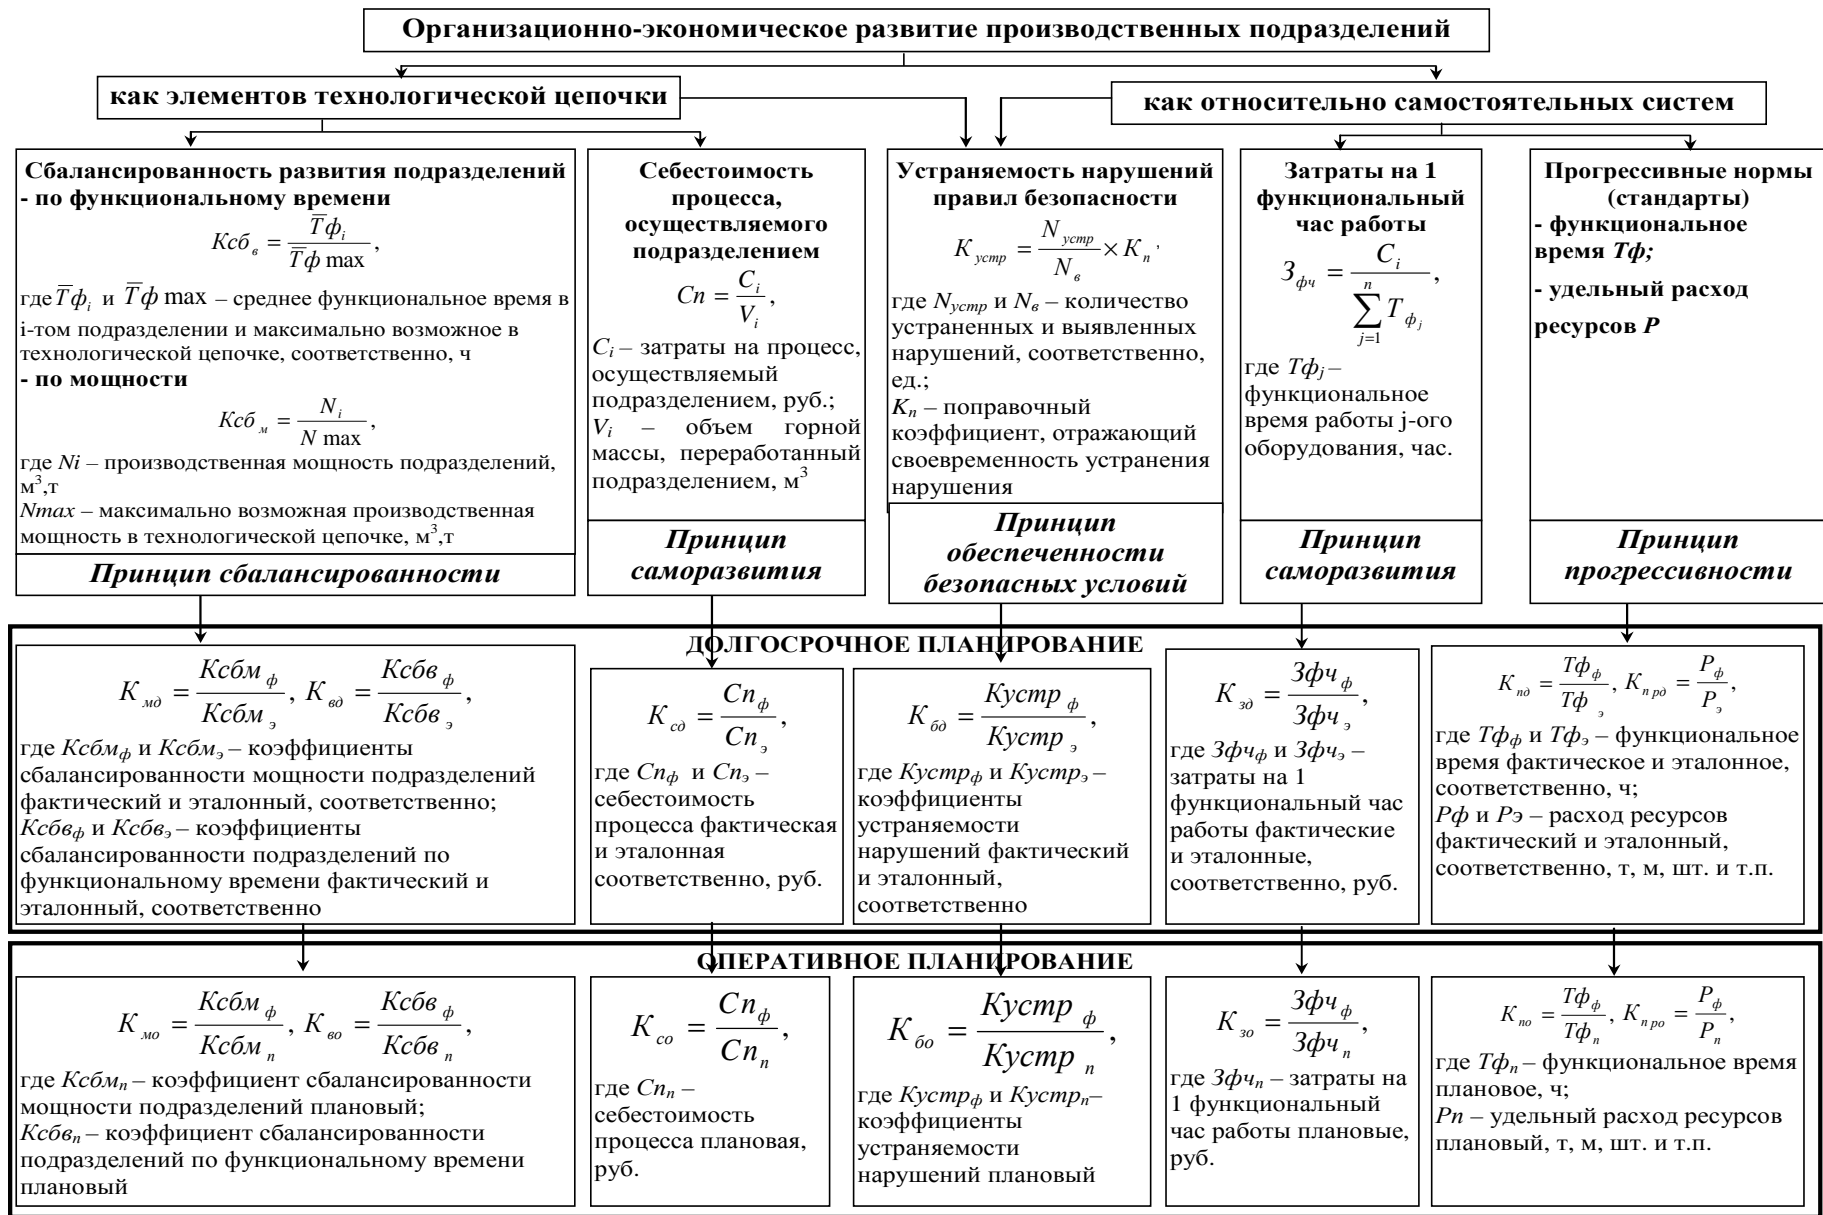 Организационно-экономическое развитие производственных подразделений
как элементов технологической цепочки
как относительно самостоятельных систем
Сбалансированность развития подразделений
- по функциональному времени
Ксб_в = T̅ф_i / T̅ф max,
где T̅ф_i и T̅ф max – среднее функциональное время в
i-том подразделении и максимально возможное в
технологической цепочке, соответственно, ч
- по мощности
Ксб_м = N_i / N max,
где Ni – производственная мощность подразделений,
м³,т
Nmax – максимально возможная производственная
мощность в технологической цепочке, м³,т
Принцип сбалансированности
Себестоимость
процесса,
осуществляемого
подразделением
Сп = C_i / V_i,
C_i – затраты на процесс,
осуществляемый
подразделением, руб.;
V_i – объем горной
массы, переработанный
подразделением, м³
Принцип
саморазвития
Устраняемость нарушений
правил безопасности
К_устр = N_устр / N_в × К_п,
где N_устр и N_в – количество
устраненных и выявленных
нарушений, соответственно,
ед.;
К_п – поправочный
коэффициент, отражающий
своевременность устранения
нарушения
Принцип
обеспеченности
безопасных условий
Затраты на 1
функциональный
час работы
З_фч = C_i / ∑_{j=1}^{n} T_ф_j,
где Тф_j –
функциональное
время работы j-ого
оборудования, час.
Принцип
саморазвития
Прогрессивные нормы
(стандарты)
- функциональное
время Тф;
- удельный расход
ресурсов Р
Принцип
прогрессивности
ДОЛГОСРОЧНОЕ ПЛАНИРОВАНИЕ
К_мд = Ксбм_ф / Ксбм_э, К_вд = Ксбв_ф / Ксбв_э,
где Ксбм_ф и Ксбм_э – коэффициенты
сбалансированности мощности подразделений
фактический и эталонный, соответственно;
Ксбв_ф и Ксбв_э – коэффициенты
сбалансированности подразделений по
функциональному времени фактический и
эталонный, соответственно
К_сд = Сп_ф / Сп_э,
где Сп_ф и Сп_э –
себестоимость
процесса фактическая
и эталонная
соответственно, руб.
К_бд = Кустр_ф / Кустр_э,
где Кустр_ф и Кустр_э –
коэффициенты
устраняемости
нарушений фактический
и эталонный,
соответственно
К_зд = Зфч_ф / Зфч_э,
где Зфч_ф и Зфч_э –
затраты на 1
функциональный час
работы фактические
и эталонные,
соответственно, руб.
К_пд = Тф_ф / Тф_э, К_прд = Р_ф / Р_э,
где Тф_ф и Тф_э – функциональное
время фактическое и эталонное,
соответственно, ч;
Рф и Рэ – расход ресурсов
фактический и эталонный,
соответственно, т, м, шт. и т.п.
ОПЕРАТИВНОЕ ПЛАНИРОВАНИЕ
К_мо = Ксбм_ф / Ксбм_п, К_во = Ксбв_ф / Ксбв_п,
где Ксбм_п – коэффициент сбалансированности
мощности подразделений плановый;
Ксбв_п – коэффициент сбалансированности
подразделений по функциональному времени
плановый
К_со = Сп_ф / Сп_п,
где Сп_п –
себестоимость
процесса плановая,
руб.
К_бо = Кустр_ф / Кустр_п,
где Кустр_ф и Кустр_п–
коэффициенты
устраняемости
нарушений плановый
К_зо = Зфч_ф / Зфч_п,
где Зфч_п – затраты на
1 функциональный
час работы плановые,
руб.
К_по = Тф_ф / Тф_п, К_про = Р_ф / Р_п,
где Тф_п – функциональное время
плановое, ч;
Рп – удельный расход ресурсов
плановый, т, м, шт. и т.п.